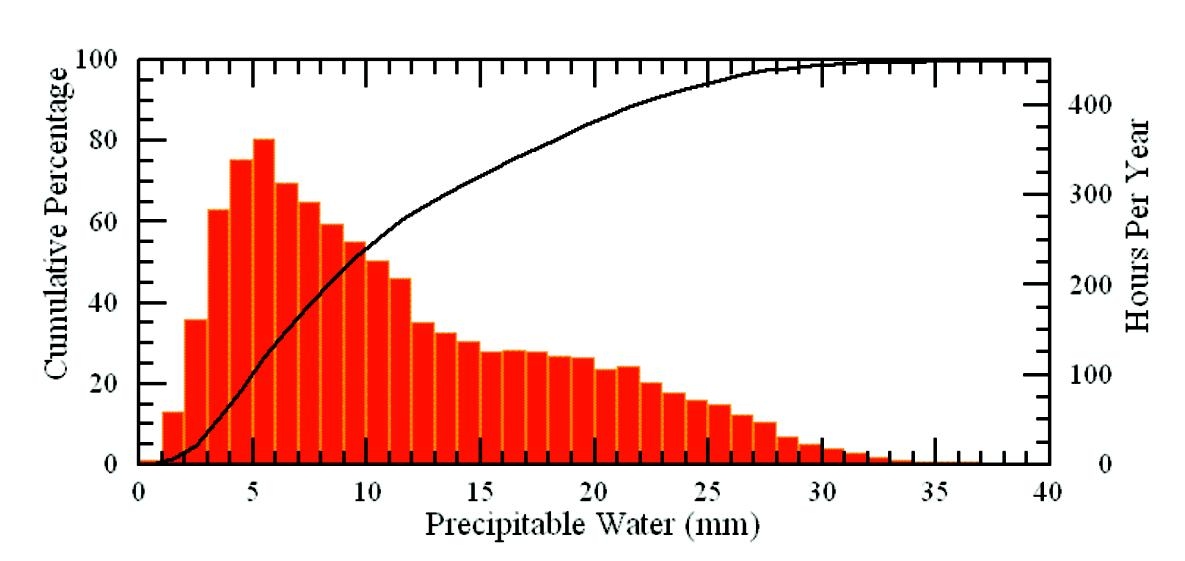 Cumulative Percentage
100
80
60
40
20
0
400
300
200
100
0
Hours Per Year
0 5 10 15 20 25 30 35 40
Precipitable Water (mm)